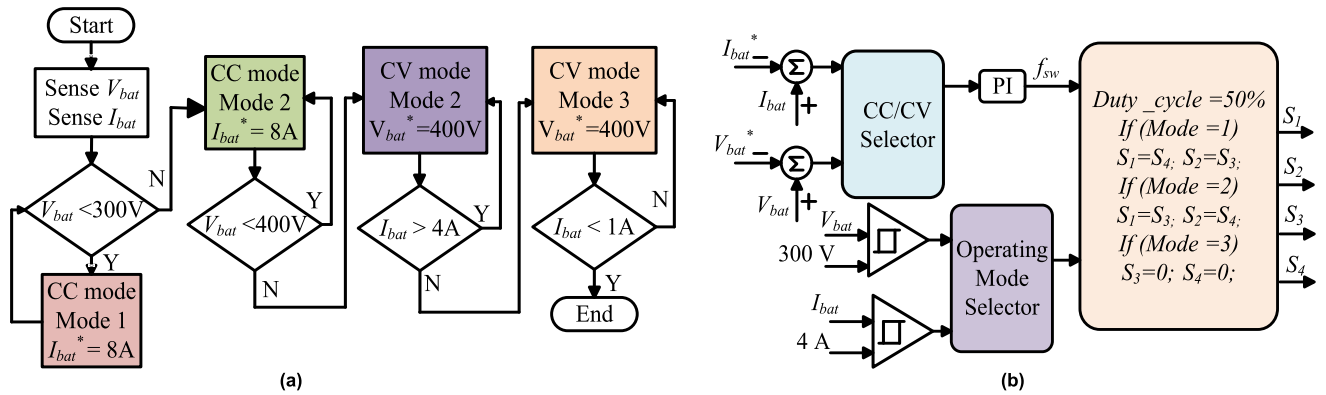 Start
Sense V_bat
Sense I_bat
V_bat <300V
N
Y
CC mode
Mode 1
I_bat* = 8A
CC mode
Mode 2
I_bat* = 8A
V_bat <400V
Y
N
CV mode
Mode 2
V_bat* =400V
I_bat > 4A
Y
N
CV mode
Mode 3
V_bat* =400V
I_bat < 1A
N
Y
End
(a)
I_bat*
−
Σ
I_bat
+
V_bat*
−
Σ
V_bat
+
CC/CV
Selector
PI
f_sw
V_bat
300 V
I_bat
4 A
Operating
Mode
Selector
Duty _cycle =50%
If (Mode =1)
S1=S4; S2=S3;
If (Mode =2)
S1=S3; S2=S4;
If (Mode =3)
S3=0; S4=0;
S1
S2
S3
S4
(b)